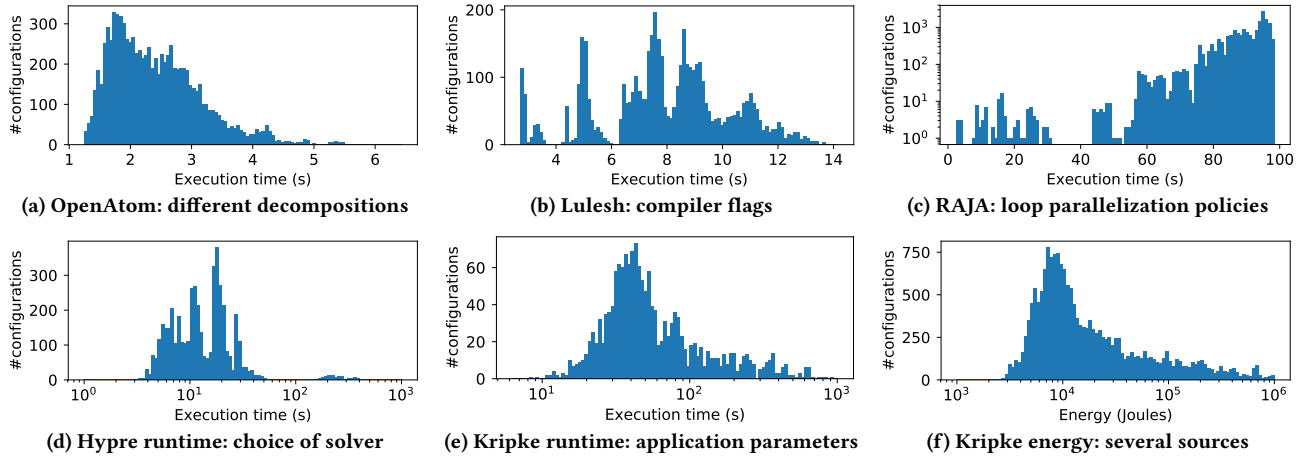 #configurations
300
200
100
0
1 2 3 4 5 6
Execution time (s)
(a) OpenAtom: different decompositions
#configurations
200
100
0
4 6 8 10 12 14
Execution time (s)
(b) Lulesh: compiler flags
#configurations
10³
10²
10¹
10⁰
0 20 40 60 80 100
Execution time (s)
(c) RAJA: loop parallelization policies
#configurations
300
200
100
0
10⁰ 10¹ 10² 10³
Execution time (s)
(d) Hypre runtime: choice of solver
#configurations
60
40
20
0
10¹ 10² 10³
Execution time (s)
(e) Kripke runtime: application parameters
#configurations
750
500
250
0
10³ 10⁴ 10⁵ 10⁶
Energy (Joules)
(f) Kripke energy: several sources